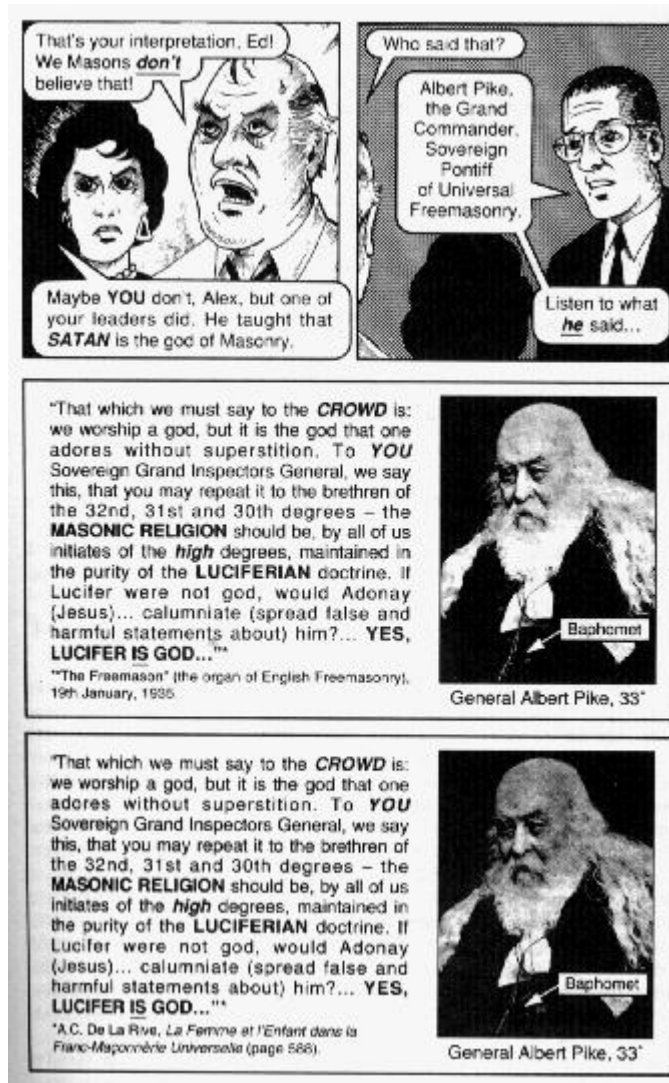 That's your interpretation, Ed!
We Masons don't
believe that!
Maybe YOU don't, Alex, but one of
your leaders did. He taught that
SATAN is the god of Masonry.
Who said that?
Albert Pike,
the Grand
Commander,
Sovereign
Pontiff
of Universal
Freemasonry.
Listen to what
he said...
"That which we must say to the CROWD is:
we worship a god, but it is the god that one
adores without superstition. To YOU
Sovereign Grand Inspectors General, we say
this, that you may repeat it to the brethren of
the 32nd, 31st and 30th degrees – the
MASONIC RELIGION should be, by all of us
initiates of the high degrees, maintained in
the purity of the LUCIFERIAN doctrine. If
Lucifer were not god, would Adonay
(Jesus)... calumniate (spread false and
harmful statements about) him?... YES,
LUCIFER IS GOD..."*
*"The Freemason" (the organ of English Freemasonry),
19th January, 1935.
Baphomet
General Albert Pike, 33°
"That which we must say to the CROWD is:
we worship a god, but it is the god that one
adores without superstition. To YOU
Sovereign Grand Inspectors General, we say
this, that you may repeat it to the brethren of
the 32nd, 31st and 30th degrees – the
MASONIC RELIGION should be, by all of us
initiates of the high degrees, maintained in
the purity of the LUCIFERIAN doctrine. If
Lucifer were not god, would Adonay
(Jesus)... calumniate (spread false and
harmful statements about) him?... YES,
LUCIFER IS GOD..."*
*A.C. De La Rive, La Femme et l'Enfant dans la
Franc-Maçonnèrie Universelle (page 588).
Baphomet
General Albert Pike, 33°